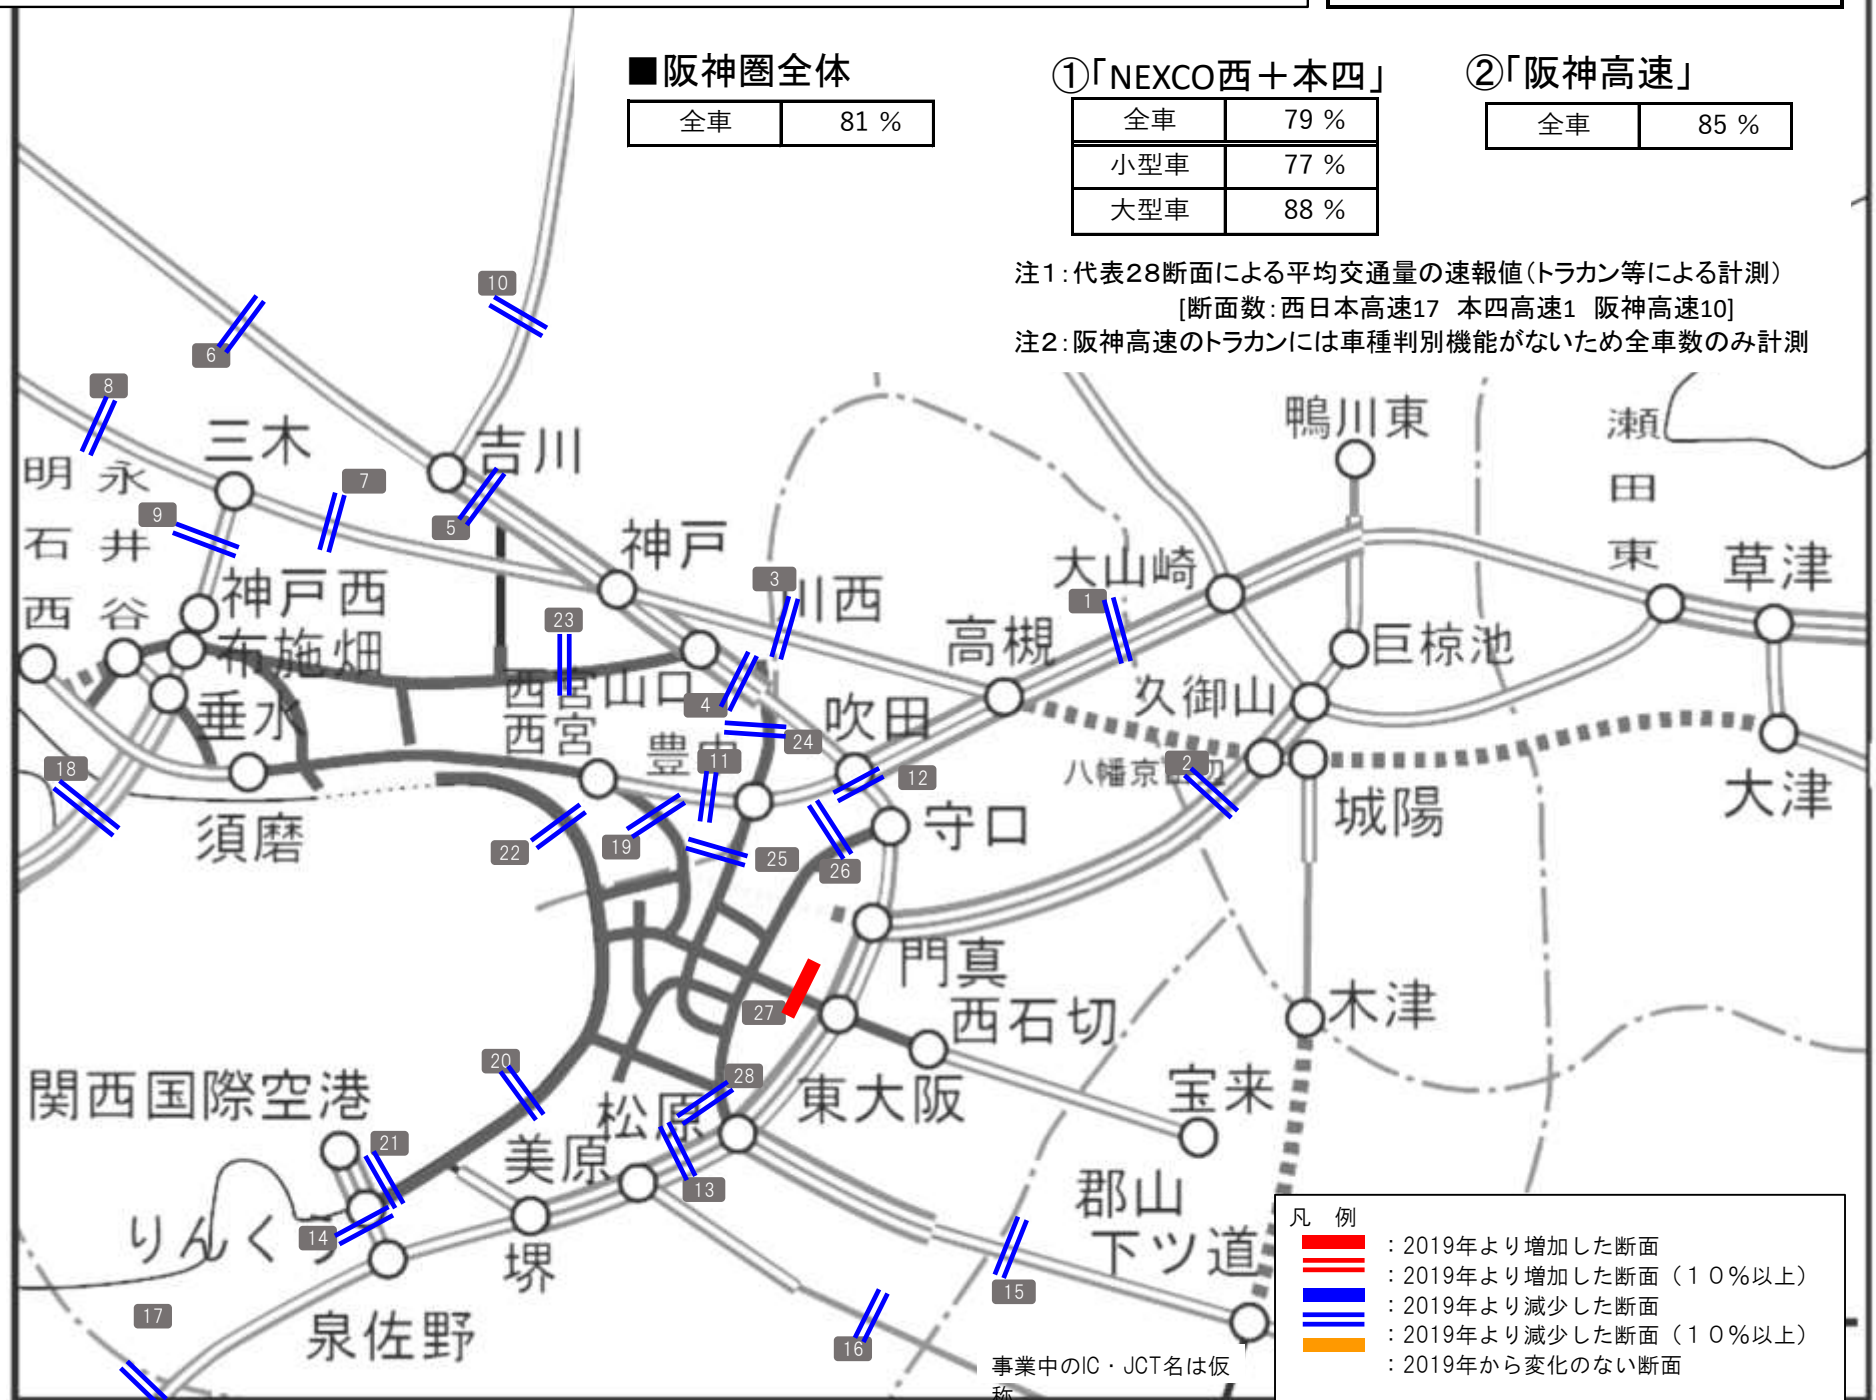 ■阪神圏全体
全車 81 %
①「NEXCO西＋本四」
全車 79 %
小型車 77 %
大型車 88 %
②「阪神高速」
全車 85 %
注1：代表28断面による平均交通量の速報値（トラカン等による計測）
[断面数：西日本高速17 本四高速1 阪神高速10]
注2：阪神高速のトラカンには車種判別機能がないため全車数のみ計測
10
6
8
三木
吉川
鴨川東
瀬田東
明石西
永井谷
7
9
5
神戸
3
川西
大山崎
1
草津
神戸西
布施畑
23
高槻
巨椋池
西宮山口
4
久御山
垂水
西宮
吹田
24
豊中
11
12
八幡京田辺
2
18
城陽
大津
須磨
22
19
25
26
守口
門真
27
西石切
木津
20
28
関西国際空港
松原
東大阪
宝来
21
美原
13
郡山
下ツ道
りんくう
14
堺
15
17
泉佐野
16
事業中のIC・JCT名は仮
称
凡 例
：2019年より増加した断面
：2019年より増加した断面（１０％以上）
：2019年より減少した断面
：2019年より減少した断面（１０％以上）
：2019年から変化のない断面